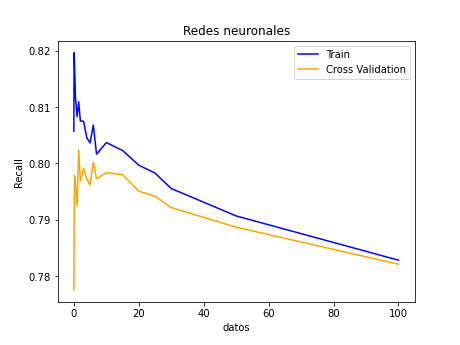 Redes neuronales
Train
Cross Validation
Recall
0.82
0.81
0.80
0.79
0.78
0 20 40 60 80 100
datos